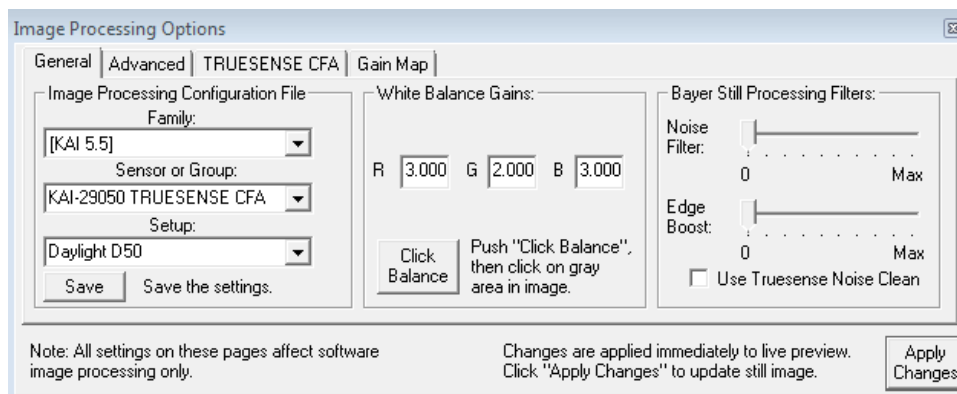 Image Processing Options
General Advanced TRUESENSE CFA Gain Map
Image Processing Configuration File
Family:
[KAI 5.5]
Sensor or Group:
KAI-29050 TRUESENSE CFA
Setup:
Daylight D50
Save Save the settings.
White Balance Gains:
R 3.000 G 2.000 B 3.000
Click
Balance
Push "Click Balance",
then click on gray
area in image.
Bayer Still Processing Filters:
Noise
Filter:
0 Max
Edge
Boost:
0 Max
Use Truesense Noise Clean
Note: All settings on these pages affect software
image processing only.
Changes are applied immediately to live preview.
Click "Apply Changes" to update still image.
Apply
Changes